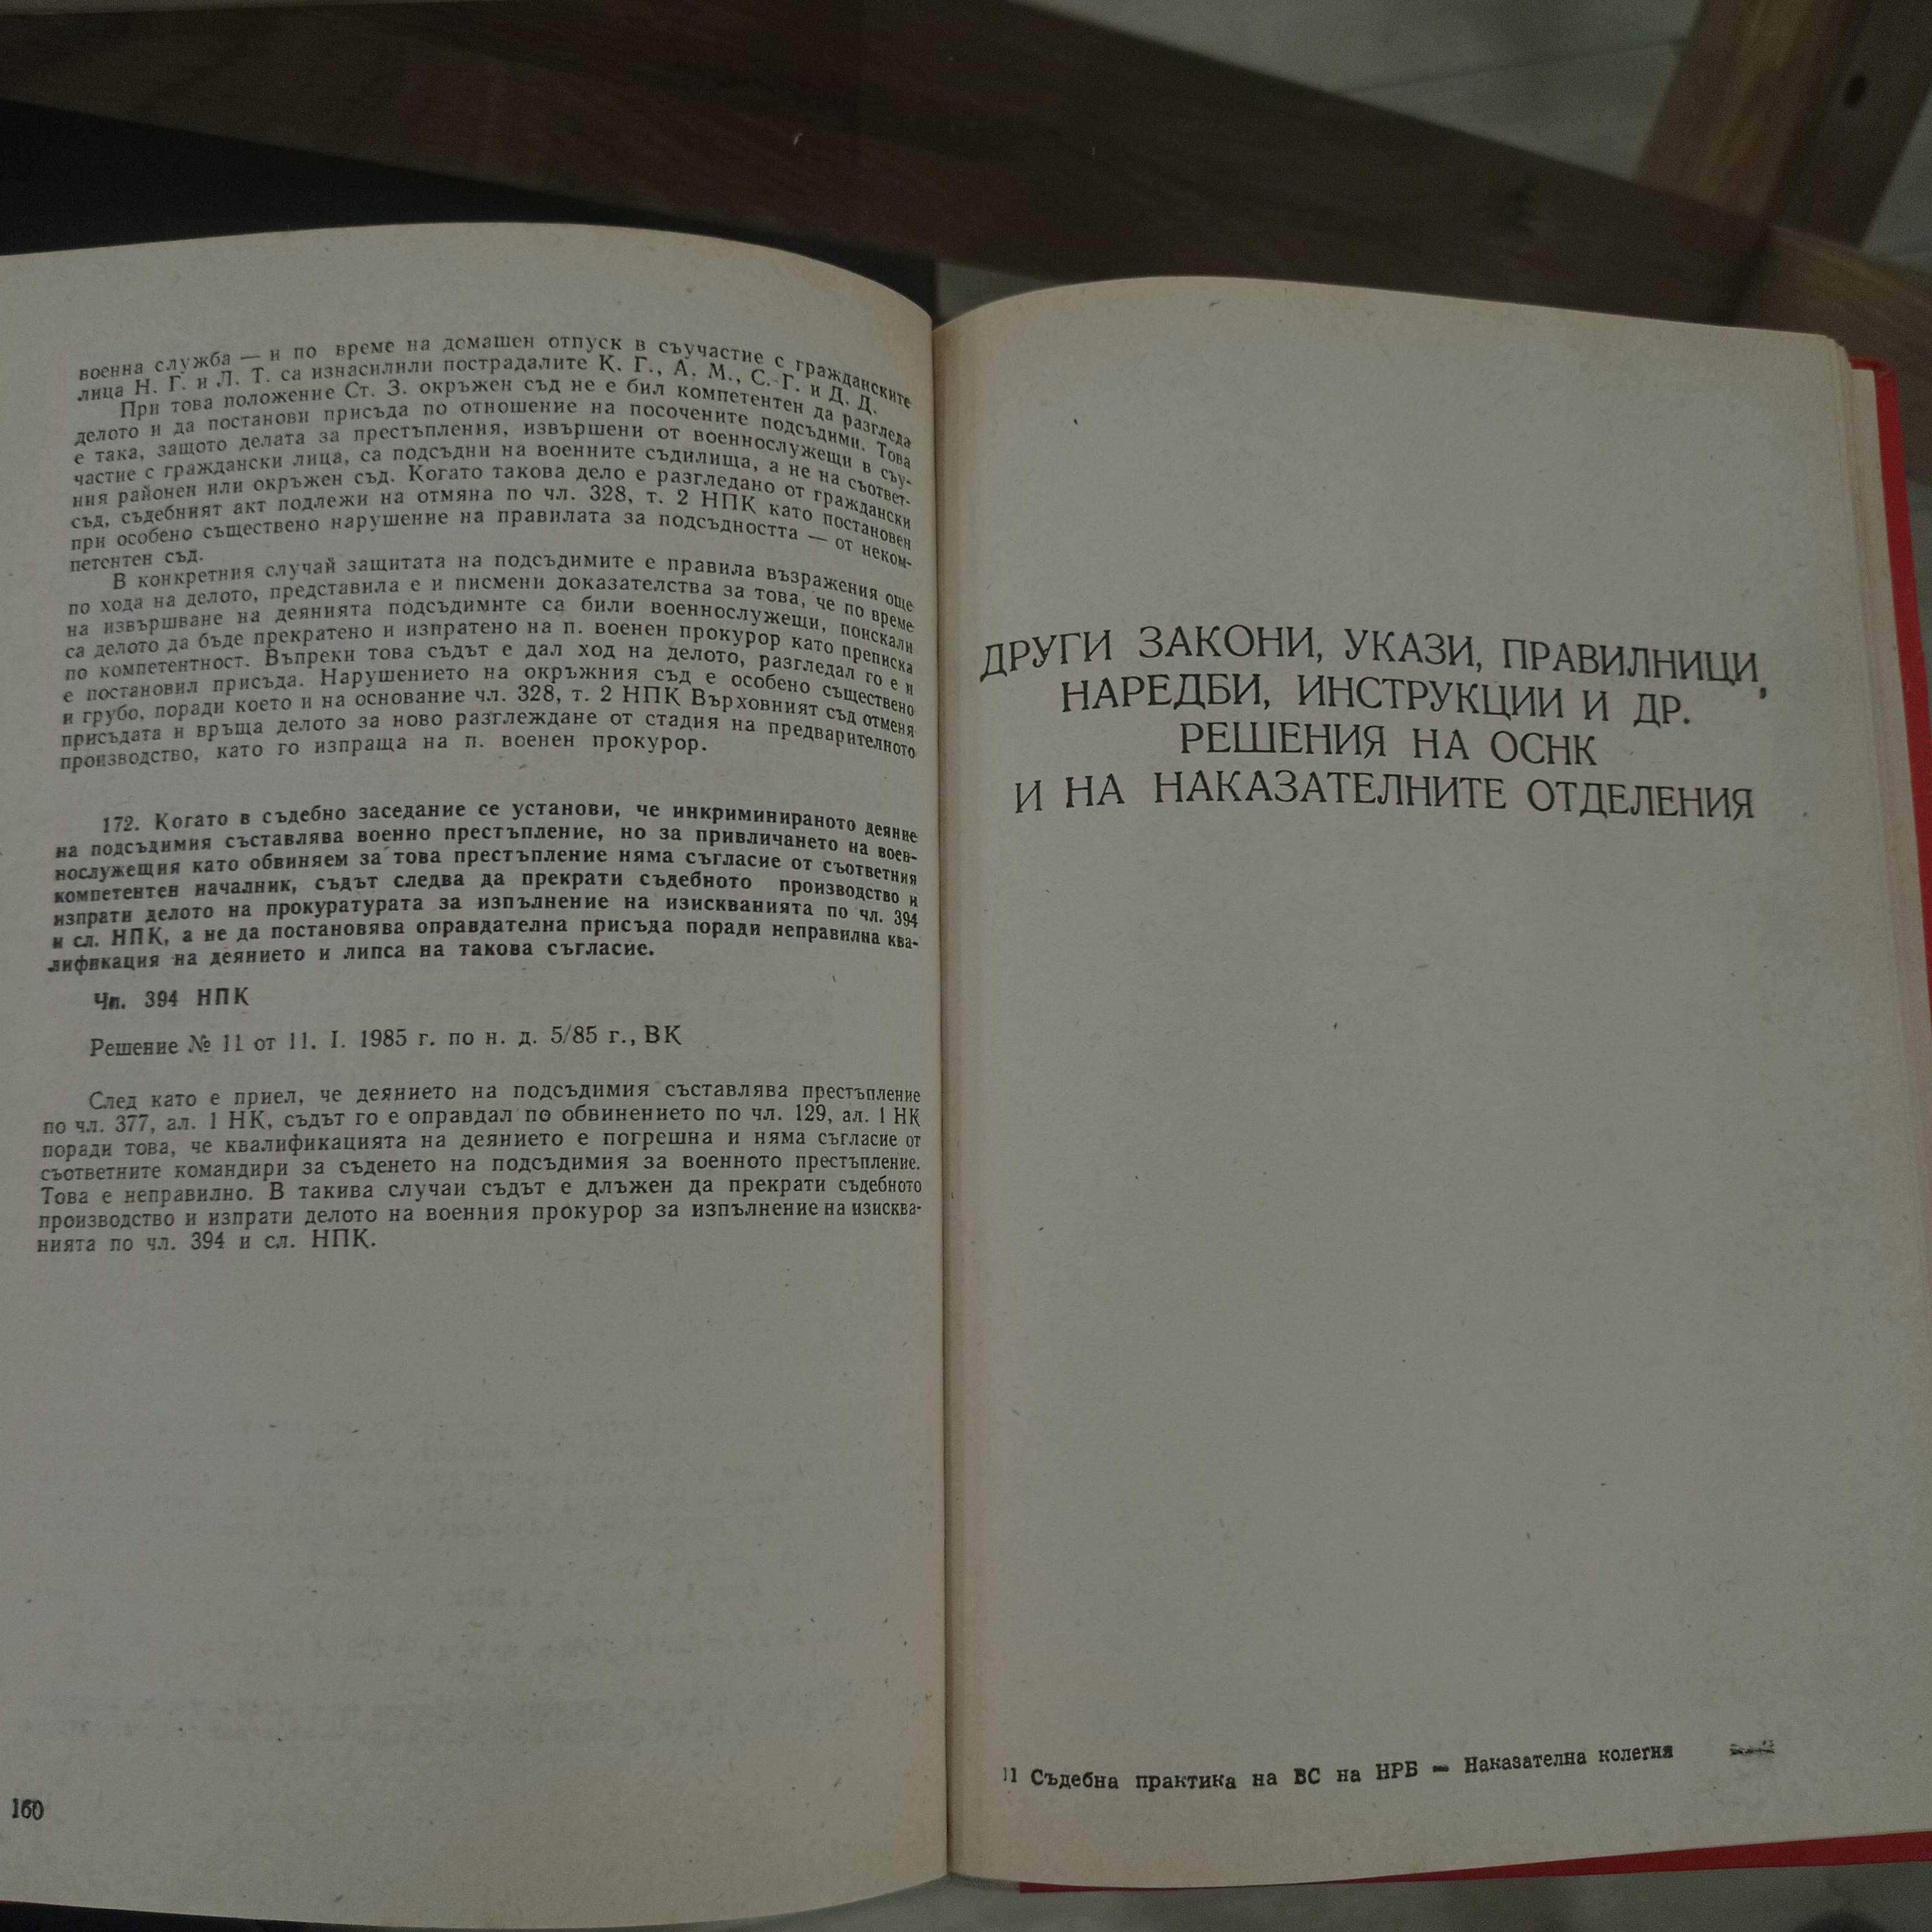 военна служба — и по време на домашен отпуск в съучастие с гражданските
лица Н. Г. и Л. Т. са изнасилили пострадалите К. Г., А. М., С. Г. и Д. Д.
При това положение Ст. З. окръжен съд не е бил компетентен да разгледа
делото и да постанови присъда по отношение на посочените подсъдими. Това
е така, защото делата за престъпления, извършени от военнослужещи в съу-
частие с граждански лица, са подсъдни на военните съдилища, а не на съответ-
ния районен или окръжен съд. Когато такова дело е разгледано от граждански
съд, съдебният акт подлежи на отмяна по чл. 328, т. 2 НПК като постановен
при особено съществено нарушение на правилата за подсъдността — от неком-
петентен съд.
В конкретния случай защитата на подсъдимите е правила възражения още
по хода на делото, представила е и писмени доказателства за това, че по време
на извършване на деянията подсъдимите са били военнослужещи, поискали
са делото да бъде прекратено и изпратено на п. военен прокурор като преписка
по компетентност. Въпреки това съдът е дал ход на делото, разгледал го е и
е постановил присъда. Нарушението на окръжния съд е особено съществено
и грубо, поради което и на основание чл. 328, т. 2 НПК Върховният съд отменя
присъдата и връща делото за ново разглеждане от стадия на предварителното
производство, като го изпраща на п. военен прокурор.
172. Когато в съдебно заседание се установи, че инкриминираното деяние
на подсъдимия съставлява военно престъпление, но за привличането на воен-
нослужещия като обвиняем за това престъпление няма съгласие от съответния
компетентен началник, съдът следва да прекрати съдебното производство и
изпрати делото на прокуратурата за изпълнение на изискванията по чл. 394
и сл. НПК, а не да постановява оправдателна присъда поради неправилна ква-
лификация на деянието и липса на такова съгласие.
Чл. 394 НПК
Решение № 11 от 11. I. 1985 г. по н. д. 5/85 г., ВК
След като е приел, че деянието на подсъдимия съставлява престъпление
по чл. 377, ал. 1 НК, съдът го е оправдал по обвинението по чл. 129, ал. 1 НК
поради това, че квалификацията на деянието е погрешна и няма съгласие от
съответните командири за съденето на подсъдимия за военното престъпление.
Това е неправилно. В такива случаи съдът е длъжен да прекрати съдебното
производство и изпрати делото на военния прокурор за изпълнение на изисква-
нията по чл. 394 и сл. НПК.
160
ДРУГИ ЗАКОНИ, УКАЗИ, ПРАВИЛНИЦИ,
НАРЕДБИ, ИНСТРУКЦИИ И ДР.
РЕШЕНИЯ НА ОСНК
И НА НАКАЗАТЕЛНИТЕ ОТДЕЛЕНИЯ
11 Съдебна практика на ВС на НРБ — Наказателна колегия